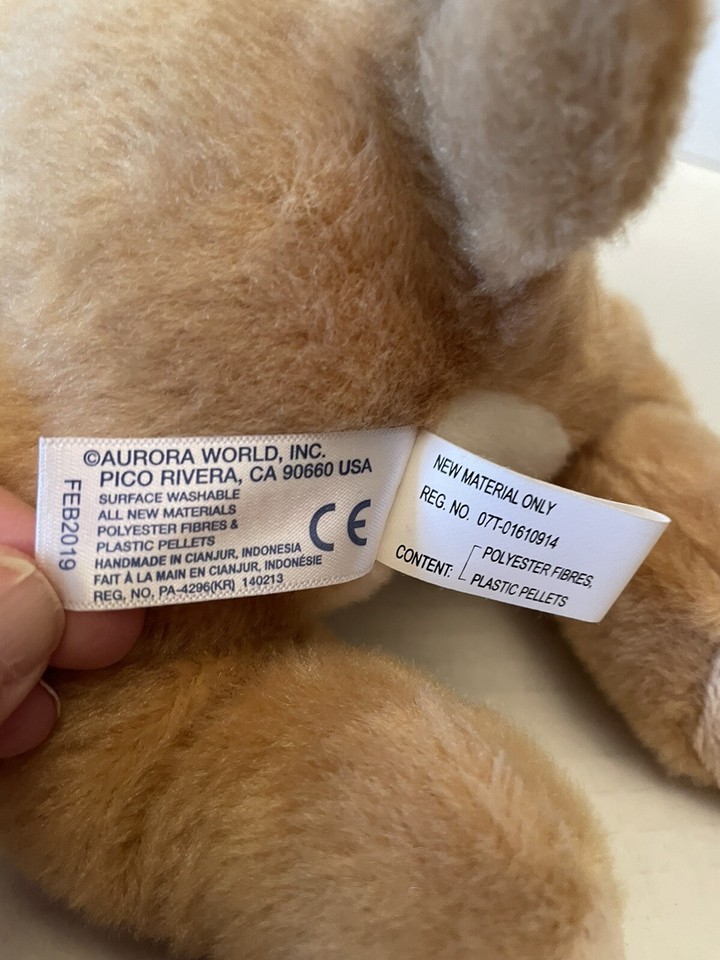 ©AURORA WORLD, INC.
PICO RIVERA, CA 90660 USA
SURFACE WASHABLE
ALL NEW MATERIALS
POLYESTER FIBRES &
PLASTIC PELLETS
HANDMADE IN CIANJUR, INDONESIA
FAIT À LA MAIN EN CIANJUR, INDONÉSIE
REG. NO, PA-4296(KR) 140213
FEB2019
CE
NEW MATERIAL ONLY
REG. NO. 07T-01610914
CONTENT: POLYESTER FIBRES,
PLASTIC PELLETS